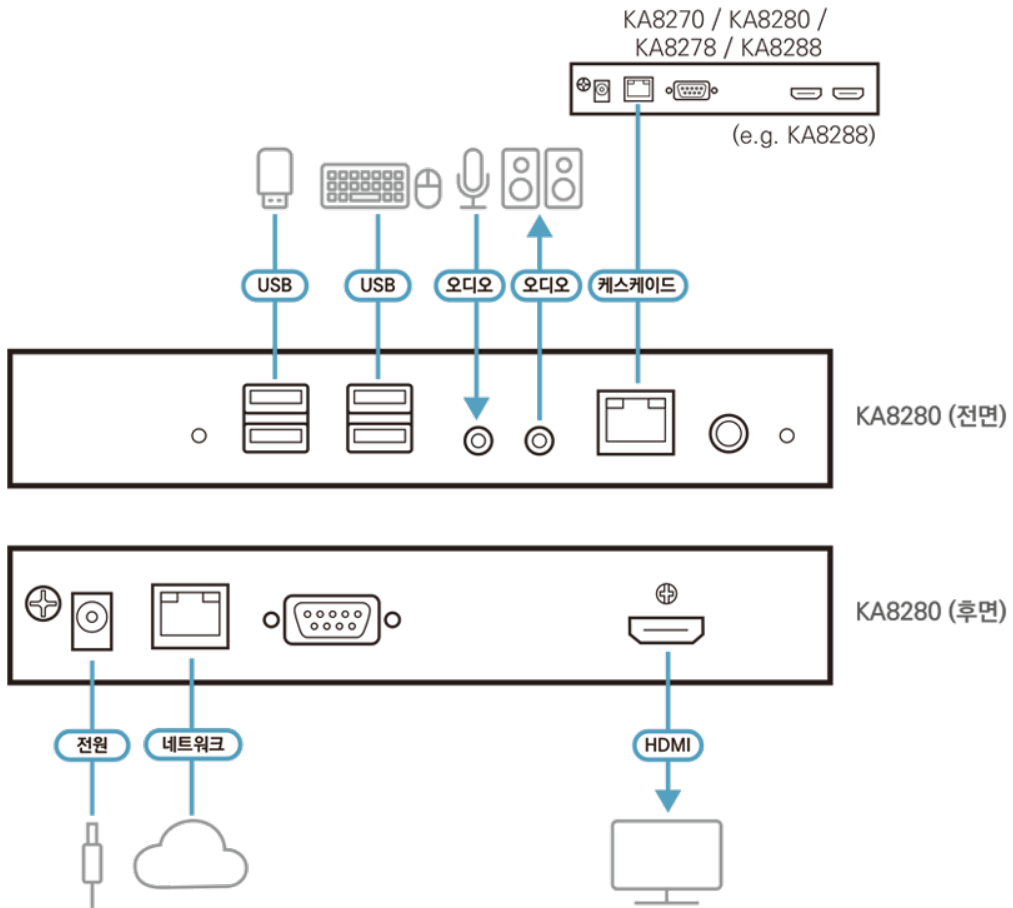 KA8270 / KA8280 /
KA8278 / KA8288
(e.g. KA8288)
USB
USB
오디오
오디오
케스케이드
KA8280 (전면)
KA8280 (후면)
전원
네트워크
HDMI